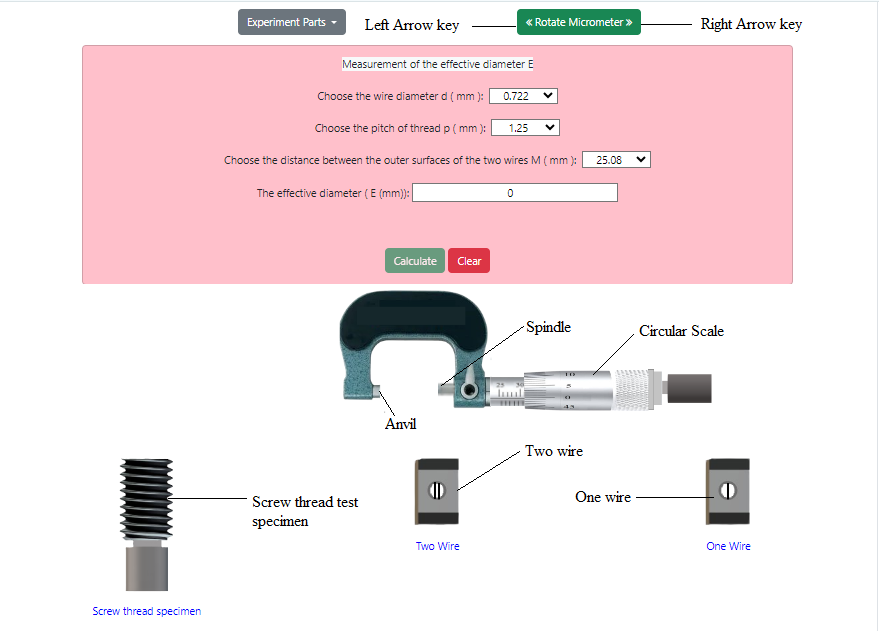 Experiment Parts
Left Arrow key
« Rotate Micrometer »
Right Arrow key
Measurement of the effective diameter E
Choose the wire diameter d ( mm ): 0.722
Choose the pitch of thread p ( mm ): 1.25
Choose the distance between the outer surfaces of the two wires M ( mm ): 25.08
The effective diameter ( E (mm)): 0
Calculate Clear
Spindle
Circular Scale
25 30
10
5
0
45
Anvil
Two wire
One wire
Screw thread test
specimen
Two Wire
One Wire
Screw thread specimen